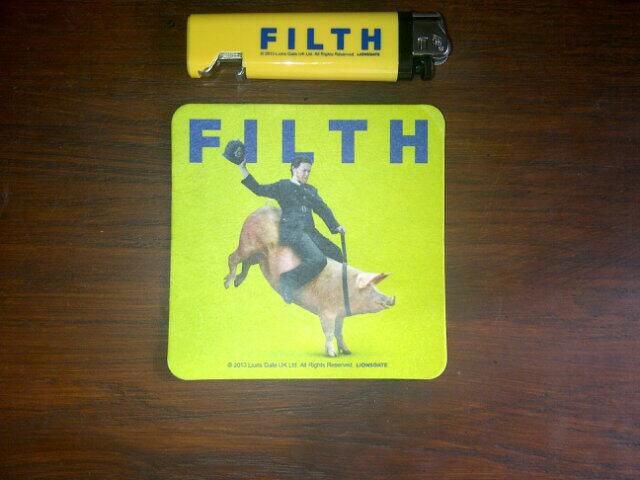 FILTH
© 2013 Lions Gate UK Ltd. All Rights Reserved. LIONSGATE
FILTH
© 2013 Lions Gate UK Ltd. All Rights Reserved. LIONSGATE